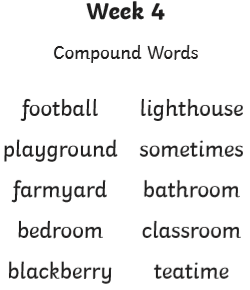 Week 4
Compound Words
football lighthouse
playground sometimes
farmyard bathroom
bedroom classroom
blackberry teatime